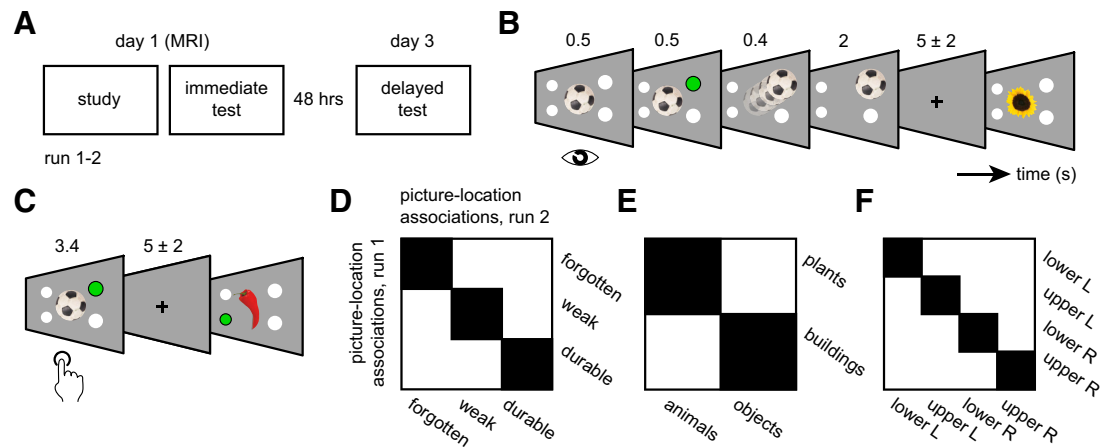 A
day 1 (MRI)
day 3
study
immediate
test
48 hrs
delayed
test
run 1-2
B
0.5
0.5
0.4
2
5 ± 2
time (s)
C
3.4
5 ± 2
D
picture-location
associations, run 2
picture-location
associations, run 1
forgotten
weak
durable
forgotten
weak
durable
E
plants
buildings
animals
objects
F
lower L
upper L
lower R
upper R
lower L
upper L
lower R
upper R